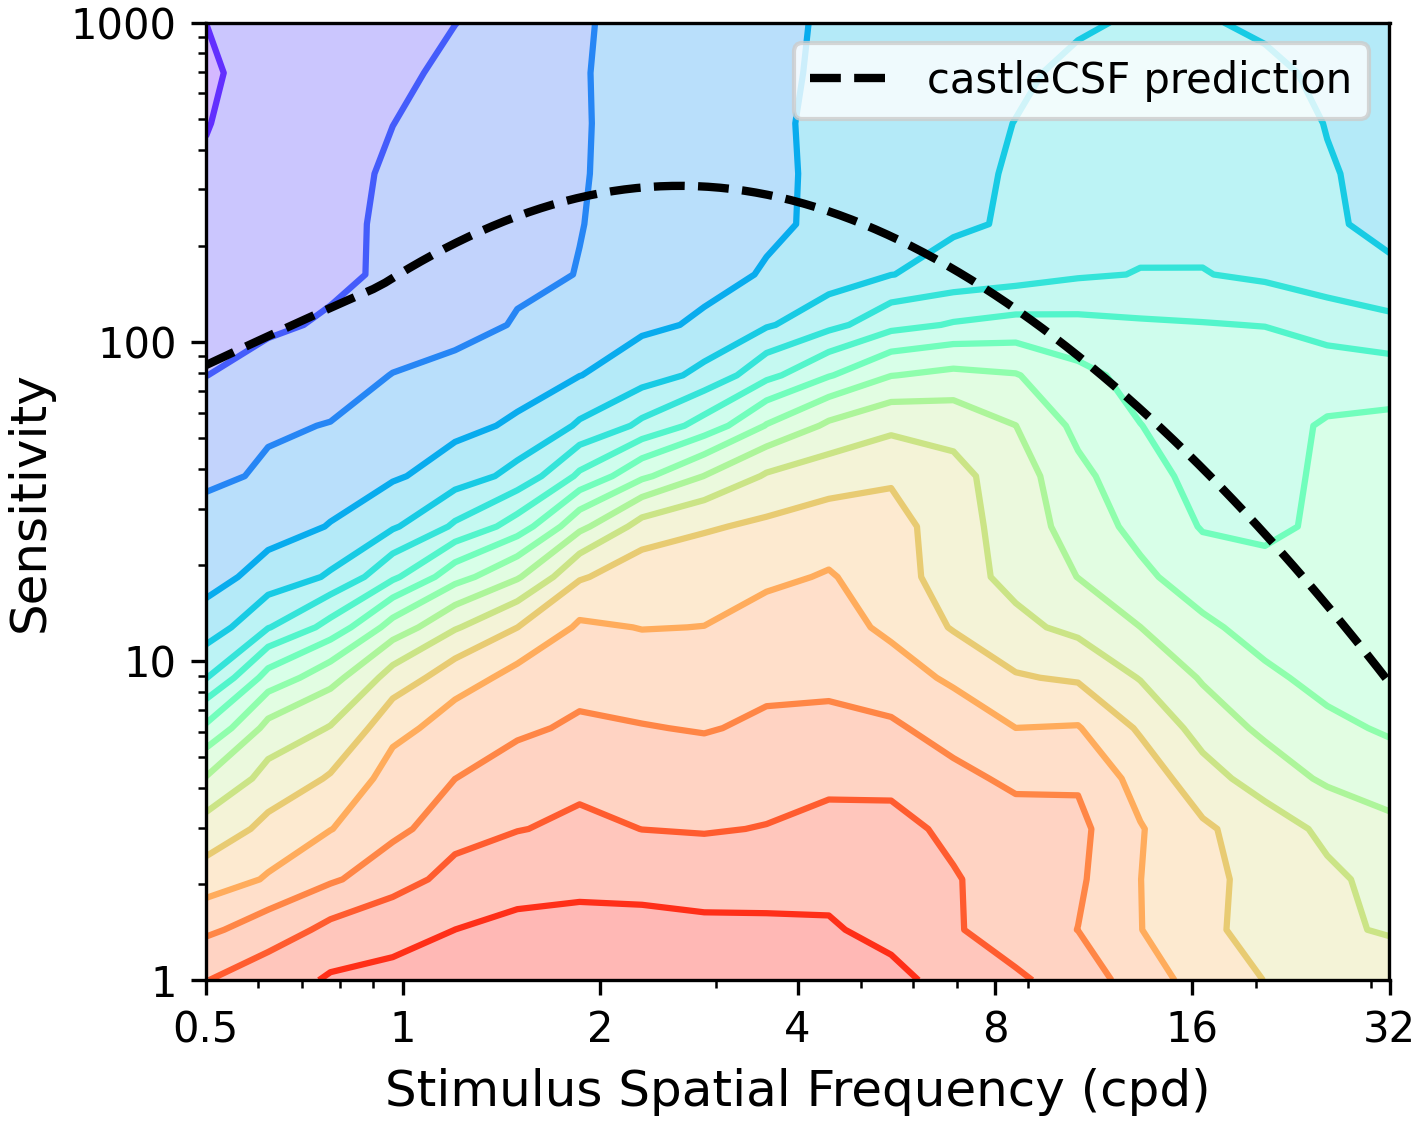 1000
100
10
1
Sensitivity
castleCSF prediction
0.5 1 2 4 8 16 32
Stimulus Spatial Frequency (cpd)